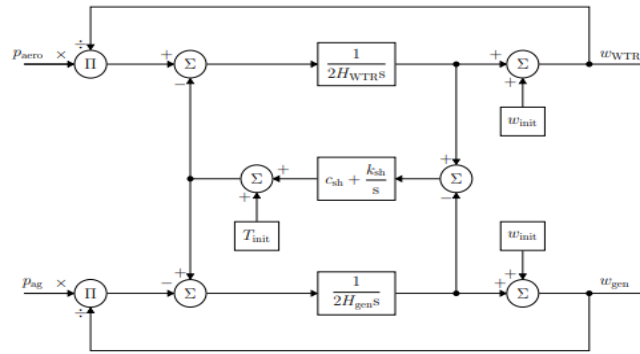 ÷
p_aero × Π + Σ 1/(2H_WTR s) + Σ w_WTR
− +
w_init
+
Σ + c_sh + k_sh/s Σ
+ −
T_init w_init
+ +
p_ag × Π − Σ 1/(2H_gen s) + Σ w_gen
÷